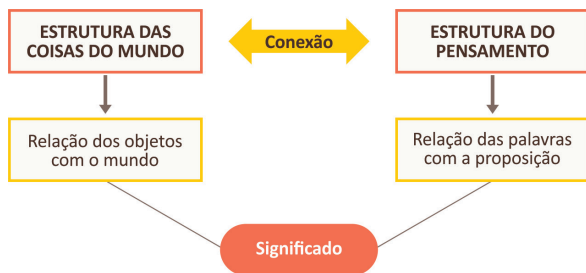 ESTRUTURA DAS
COISAS DO MUNDO
Conexão
ESTRUTURA DO
PENSAMENTO
Relação dos objetos
com o mundo
Relação das palavras
com a proposição
Significado